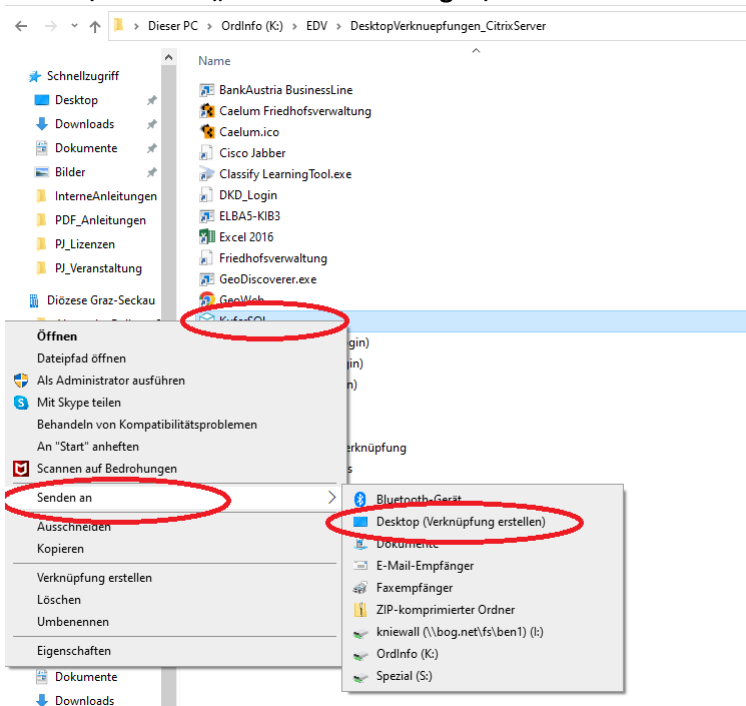 Dieser PC > OrdInfo (K:) > EDV > DesktopVerknuepfungen_CitrixServer
Name
Schnellzugriff
Desktop
Downloads
Dokumente
Bilder
InterneAnleitungen
PDF_Anleitungen
PJ_Lizenzen
PJ_Veranstaltung
Diözese Graz-Seckau
BankAustria BusinessLine
Caelum Friedhofsverwaltung
Caelum.ico
Cisco Jabber
Classify LearningTool.exe
DKD_Login
ELBA5-KIB3
Excel 2016
Friedhofsverwaltung
GeoDiscoverer.exe
GeoWeb
KuferSQL
gin)
in)
n)
erknüpfung
s
Öffnen
Dateipfad öffnen
Als Administrator ausführen
Mit Skype teilen
Behandeln von Kompatibilitätsproblemen
An "Start" anheften
Scannen auf Bedrohungen
Senden an
Ausschneiden
Kopieren
Verknüpfung erstellen
Löschen
Umbenennen
Eigenschaften
Bluetooth-Gerät
Desktop (Verknüpfung erstellen)
Dokumente
E-Mail-Empfänger
Faxempfänger
ZIP-komprimierter Ordner
kniewall (\\bog.net\fs\ben1) (I:)
OrdInfo (K:)
Spezial (S:)
Dokumente
Downloads